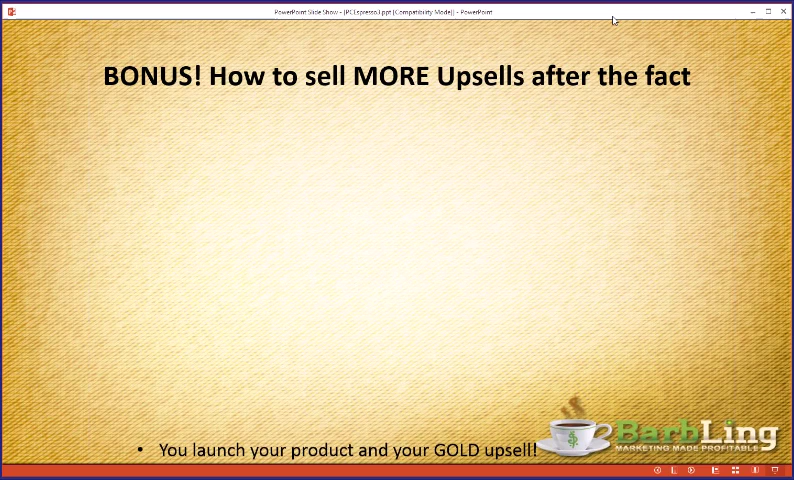 PowerPoint Slide Show - [PCEspresso3.ppt [Compatibility Mode]] - PowerPoint
BONUS! How to sell MORE Upsells after the fact
• You launch your product and your GOLD upsell!
$
BarbLing
MARKETING MADE PROFITABLE